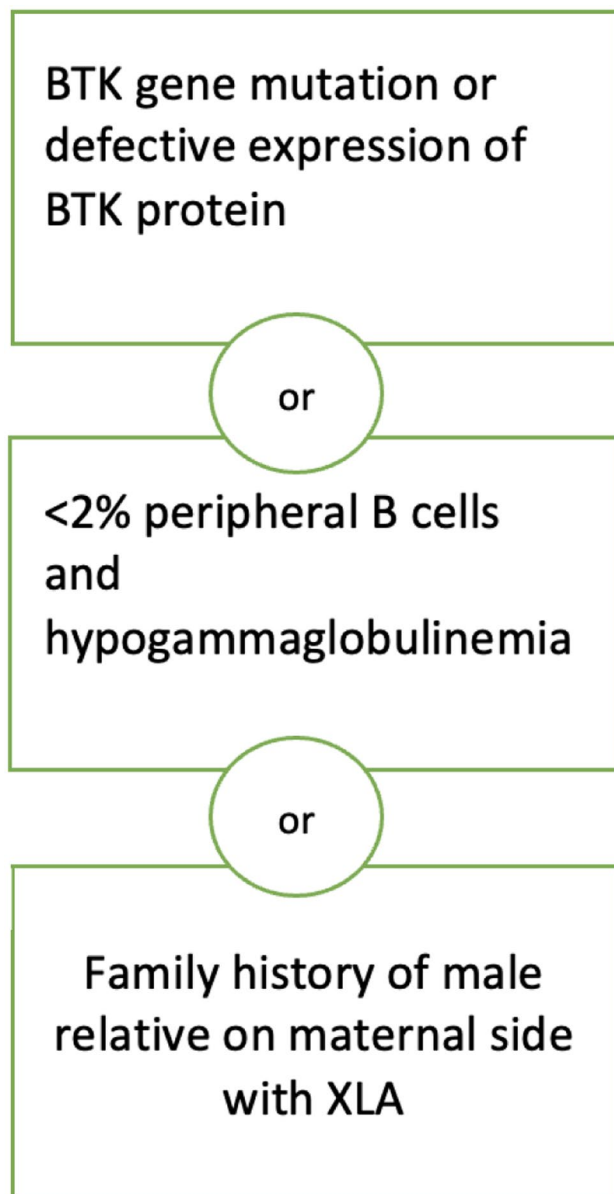 BTK gene mutation or
defective expression of
BTK protein
or
<2% peripheral B cells
and
hypogammaglobulinemia
or
Family history of male
relative on maternal side
with XLA